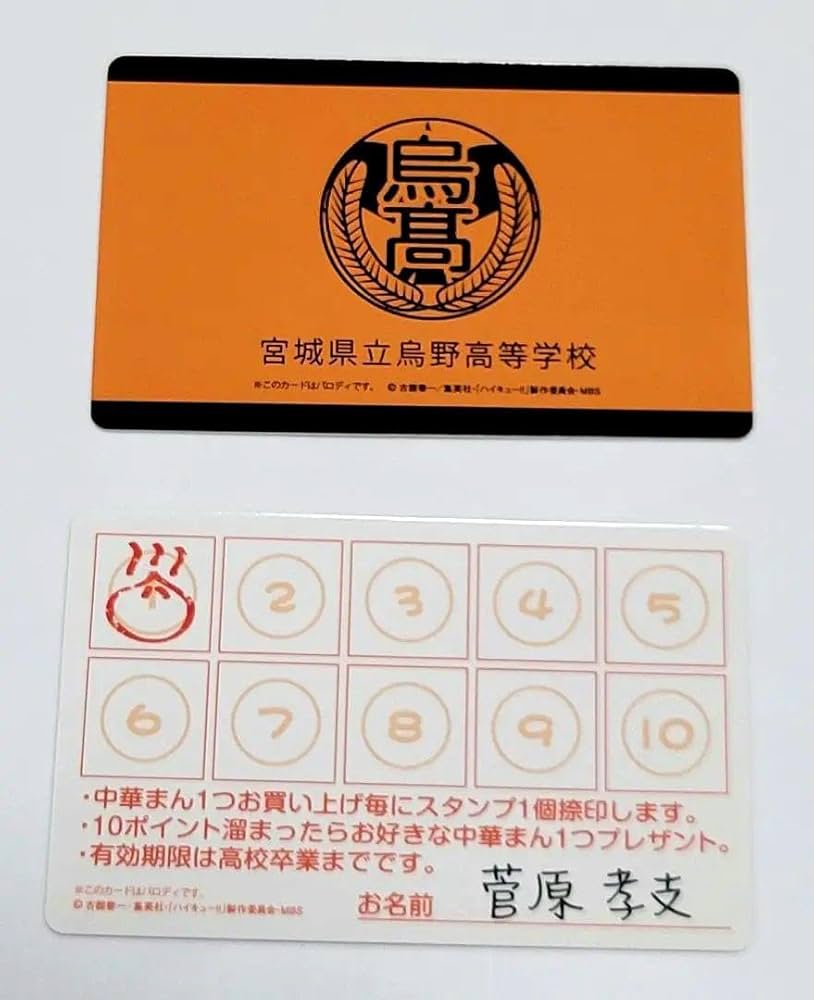 烏高
宮城県立烏野高等学校
※このカードはパロディです。 ©古舘春一／集英社・「ハイキュー!!」製作委員会・MBS
2 3 4 5
6 7 8 9 10
・中華まん1つお買い上げ毎にスタンプ1個捺印します。
・10ポイント溜まったらお好きな中華まん1つプレゼント。
・有効期限は高校卒業までです。
※このカードはパロディです。
©古舘春一／集英社・「ハイキュー!!」製作委員会・MBS
お名前 菅原 孝支